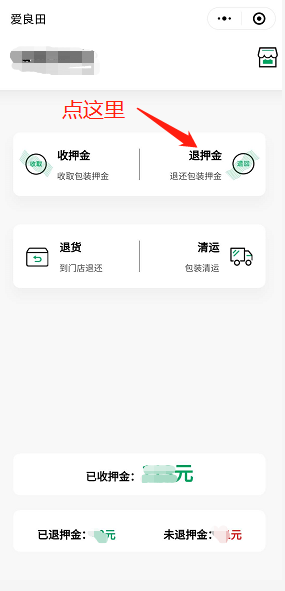 爱良田
点这里
收取
收押金
收取包装押金
退押金
退还包装押金
退回
退货
到门店退还
清运
包装清运
已收押金：
元
已退押金：
元
未退押金：
元